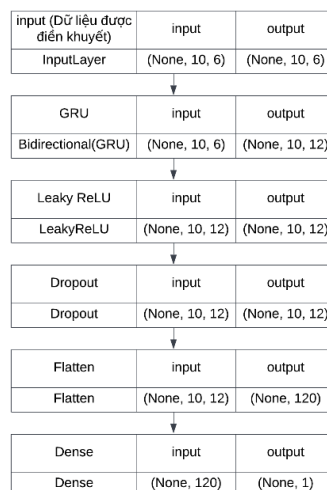 input (Dữ liệu được điền khuyết) input output
InputLayer (None, 10, 6) (None, 10, 6)
GRU input output
Bidirectional(GRU) (None, 10, 6) (None, 10, 12)
Leaky ReLU input output
LeakyReLU (None, 10, 12) (None, 10, 12)
Dropout input output
Dropout (None, 10, 12) (None, 10, 12)
Flatten input output
Flatten (None, 10, 12) (None, 120)
Dense input output
Dense (None, 120) (None, 1)